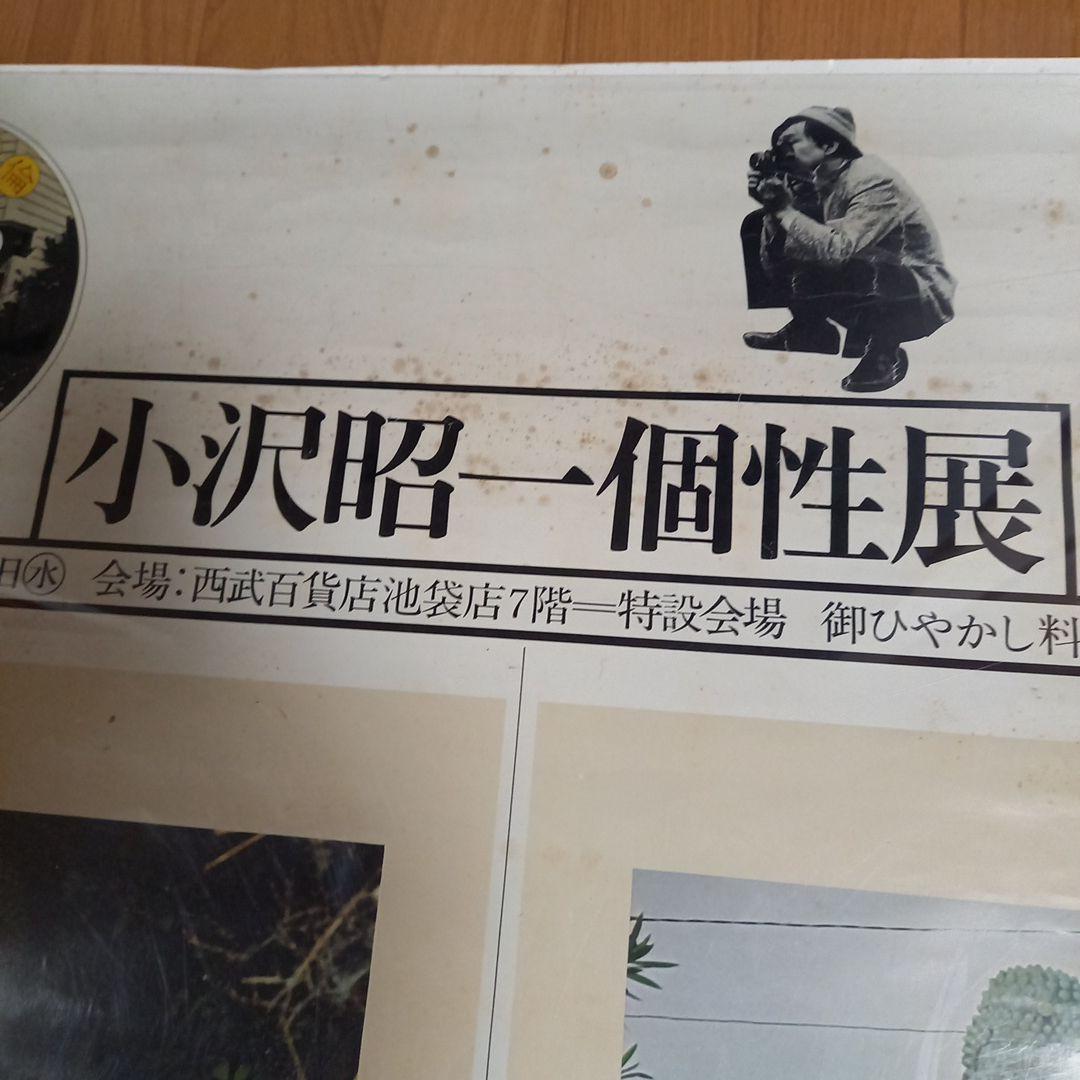 倫
小沢昭一個性展
日㊌ 会場:西武百貨店池袋店7階=特設会場 御ひやかし料